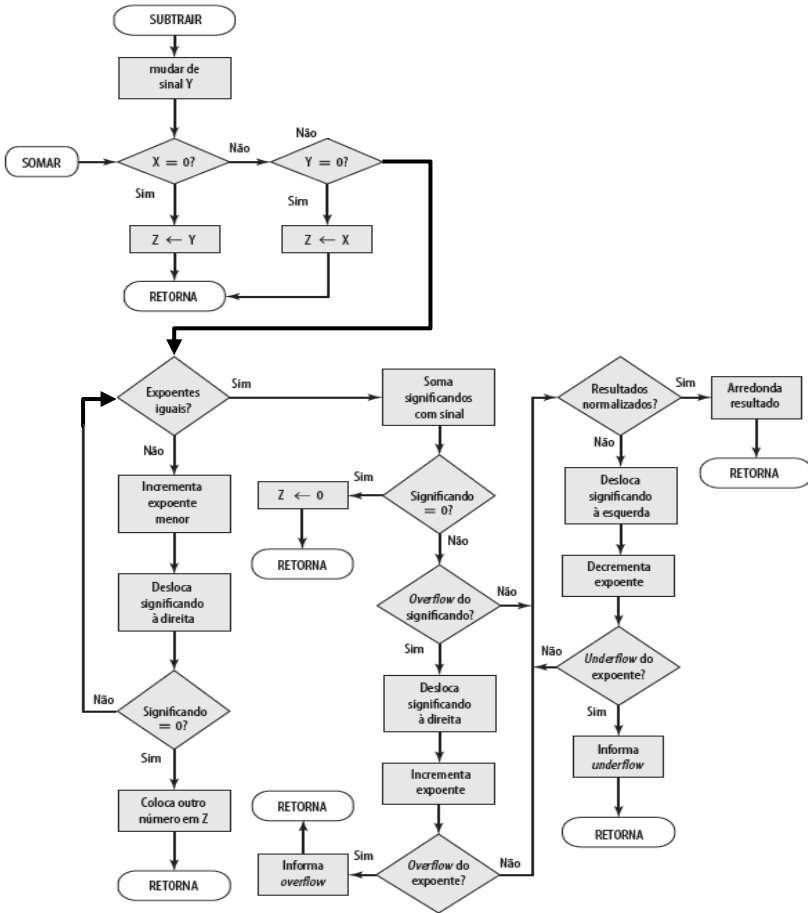 SUBTRAIR
mudar de
sinal Y
SOMAR
X = 0?
Não
Não
Y = 0?
Sim
Sim
Z ← Y
Z ← X
RETORNA
Expoentes
iguais?
Sim
Não
Incrementa
expoente
menor
Desloca
significando
à direita
Não
Significando
= 0?
Sim
Coloca outro
número em Z
RETORNA
Soma
significandos
com sinal
Sim
Significando
= 0?
Z ← 0
RETORNA
Não
Overflow do
significando?
Não
Sim
Desloca
significando
à direita
Incrementa
expoente
Overflow do
expoente?
Sim
Não
Informa
overflow
RETORNA
Resultados
normalizados?
Sim
Arredonda
resultado
RETORNA
Não
Desloca
significando
à esquerda
Decrementa
expoente
Não
Underflow do
expoente?
Sim
Informa
underflow
RETORNA